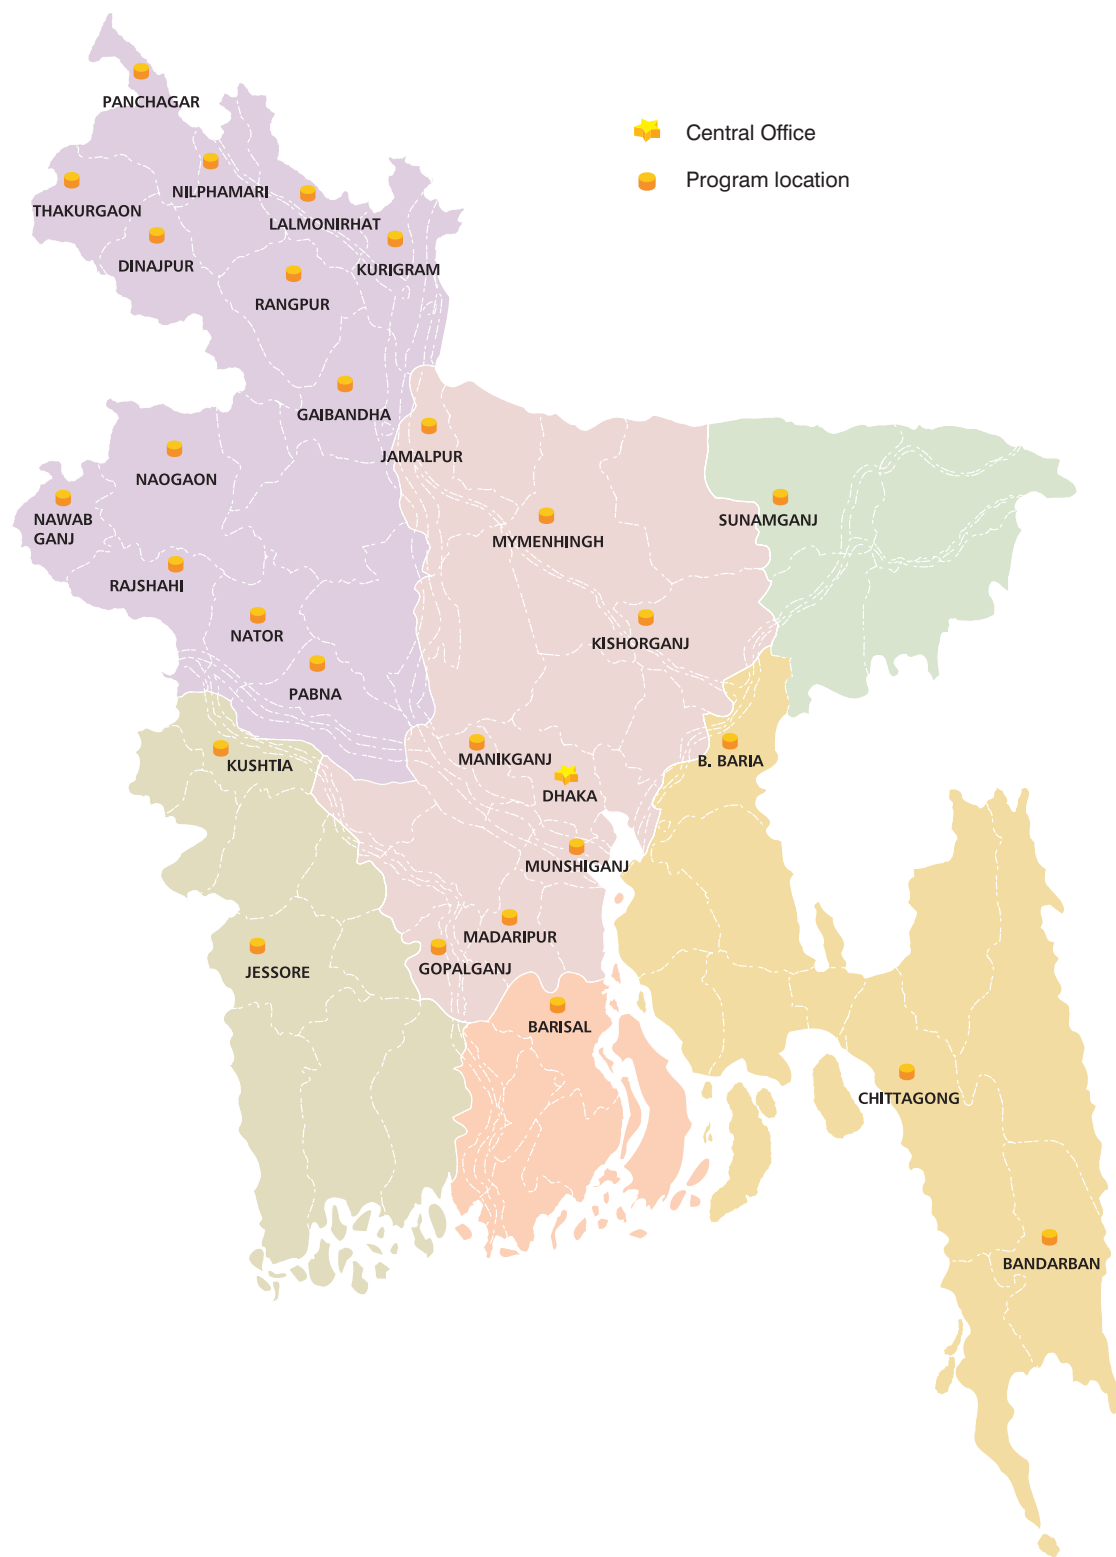 PANCHAGAR
Central Office
Program location
NILPHAMARI
THAKURGAON
LALMONIRHAT
DINAJPUR
KURIGRAM
RANGPUR
GAIBANDHA
JAMALPUR
NAOGAON
NAWAB
GANJ
SUNAMGANJ
MYMENHINGH
RAJSHAHI
NATOR
KISHORGANJ
PABNA
KUSHTIA
MANIKGANJ
B. BARIA
DHAKA
MUNSHIGANJ
MADARIPUR
GOPALGANJ
JESSORE
BARISAL
CHITTAGONG
BANDARBAN